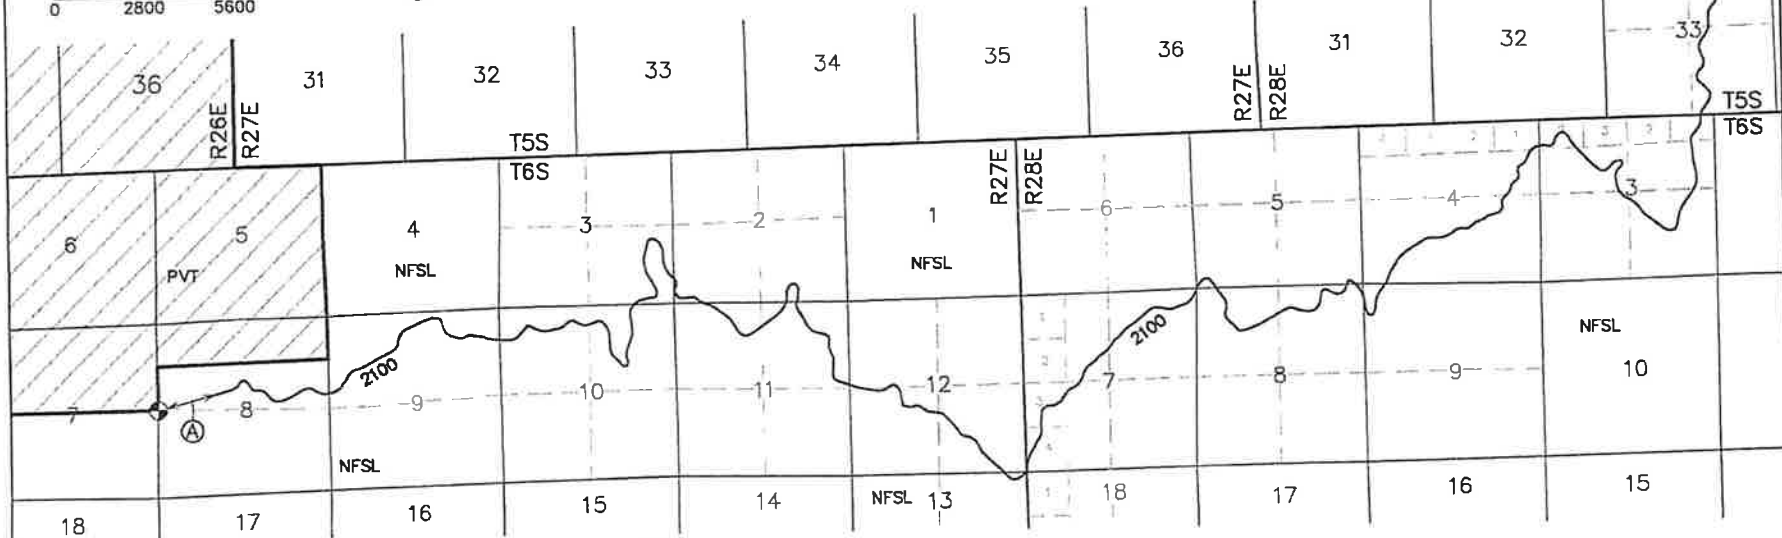 0 2800 5600
36 31 32 33 34 35 36 31 32 33
R26E R27E R27E R28E
T5S T5S
T6S T6S
R27E R28E
6 5 4 3 2 1 6 5 4 3
PVT NFSL NFSL
2100 2100 NFSL
7 8 9 10 11 12 7 8 9 10
A
NFSL NFSL
18 17 16 15 14 13 18 17 16 15